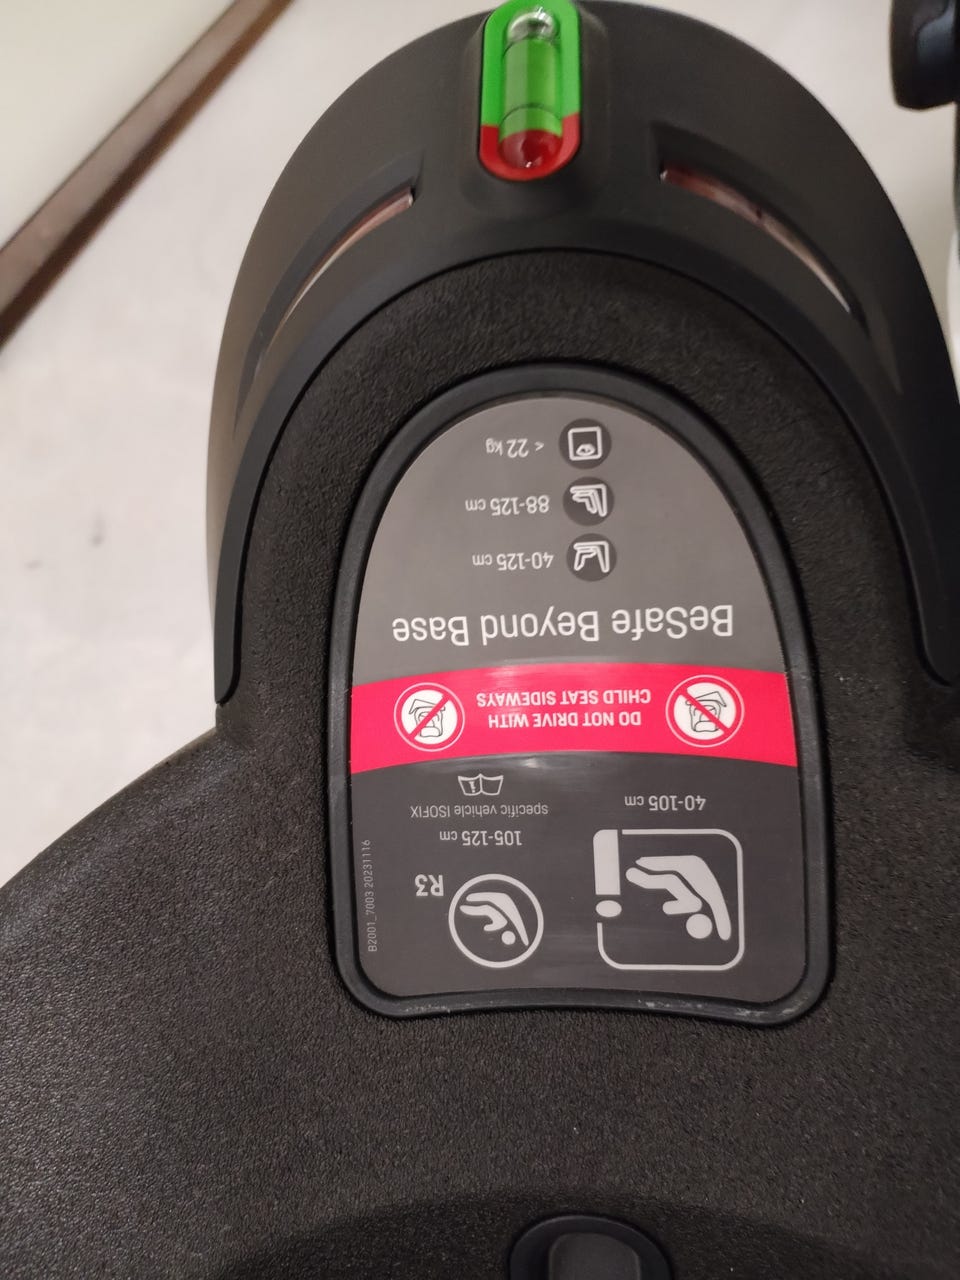 R3
105-125 cm
specific vehicle ISOFIX
40-105 cm
DO NOT DRIVE WITH
CHILD SEAT SIDEWAYS
BeSafe Beyond Base
40-125 cm
88-125 cm
< 22 kg
B2001_7003 20231116